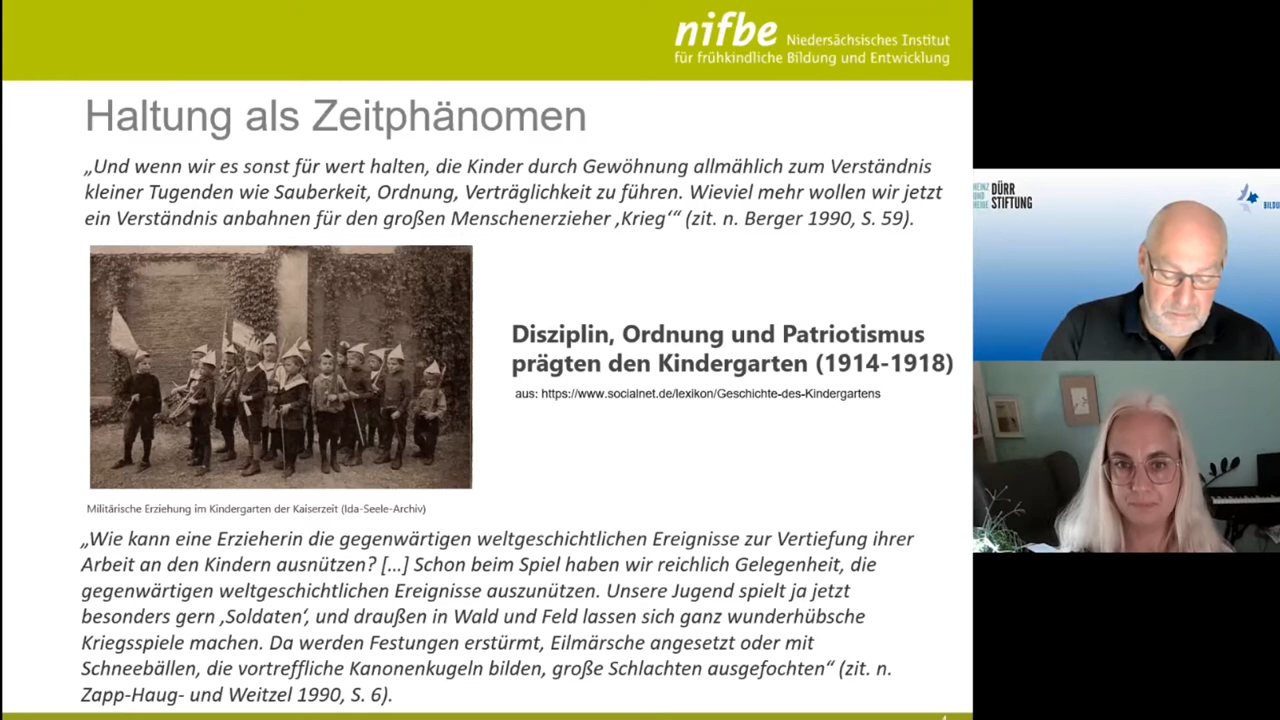 nifbe Niedersächsisches Institut
für frühkindliche Bildung und Entwicklung
Haltung als Zeitphänomen
„Und wenn wir es sonst für wert halten, die Kinder durch Gewöhnung allmählich zum Verständnis
kleiner Tugenden wie Sauberkeit, Ordnung, Verträglichkeit zu führen. Wieviel mehr wollen wir jetzt
ein Verständnis anbahnen für den großen Menschenerzieher ‚Krieg‘“ (zit. n. Berger 1990, S. 59).
Disziplin, Ordnung und Patriotismus
prägten den Kindergarten (1914-1918)
aus: https://www.socialnet.de/lexikon/Geschichte-des-Kindergartens
Militärische Erziehung im Kindergarten der Kaiserzeit (Ida-Seele-Archiv)
„Wie kann eine Erzieherin die gegenwärtigen weltgeschichtlichen Ereignisse zur Vertiefung ihrer
Arbeit an den Kindern ausnützen? [...] Schon beim Spiel haben wir reichlich Gelegenheit, die
gegenwärtigen weltgeschichtlichen Ereignisse auszunützen. Unsere Jugend spielt ja jetzt
besonders gern ‚Soldaten‘, und draußen in Wald und Feld lassen sich ganz wunderhübsche
Kriegsspiele machen. Da werden Festungen erstürmt, Eilmärsche angesetzt oder mit
Schneebällen, die vortreffliche Kanonenkugeln bilden, große Schlachten ausgefochten“ (zit. n.
Zapp-Haug- und Weitzel 1990, S. 6).
DÜRR
STIFTUNG
BILDU